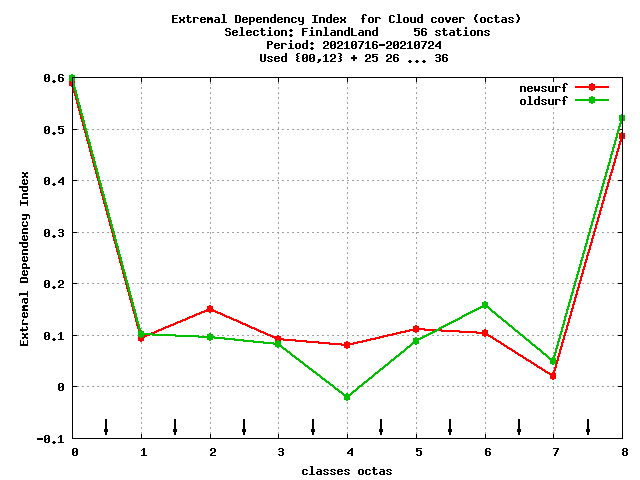 Extremal Dependency Index  for Cloud cover (octas)
Selection: FinlandLand     56 stations
Period: 20210716-20210724
Used {00,12} + 25 26 ... 36
newsurf
oldsurf
0.6
0.5
0.4
0.3
0.2
0.1
0
-0.1
Extremal Dependency Index
0 1 2 3 4 5 6 7 8
classes octas